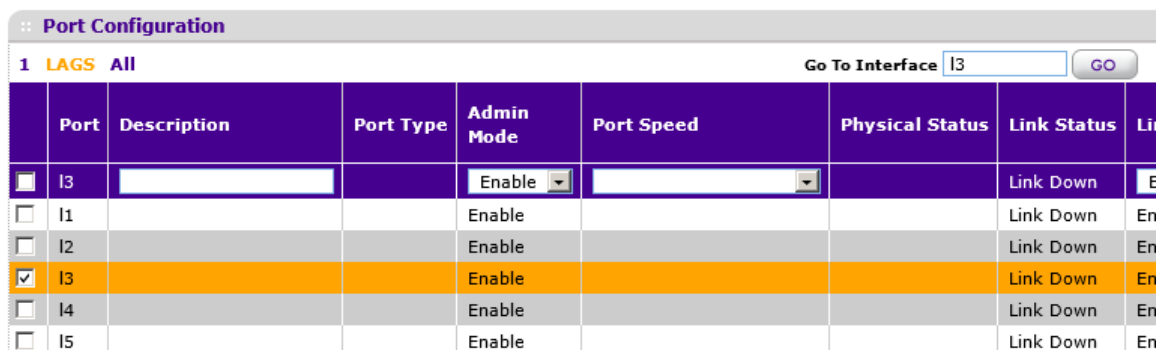 Port Configuration
1 LAGS All Go To Interface l3 GO
Port Description Port Type Admin Mode Port Speed Physical Status Link Status
l3 Enable Link Down
l1 Enable Link Down
l2 Enable Link Down
l3 Enable Link Down
l4 Enable Link Down
l5 Enable Link Down